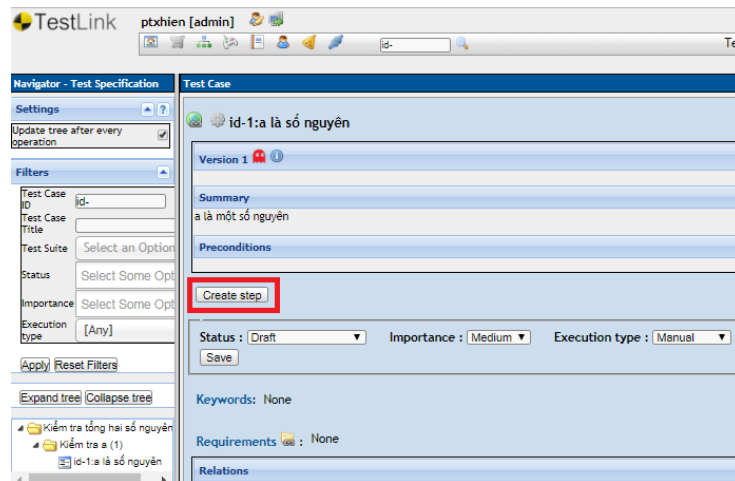 TestLink ptxhien [admin]
id-
Te
Navigator - Test Specification
Settings
?
Update tree after every
operation
Filters
Test Case
ID
id-
Test Case
Title
Test Suite Select an Option
Status Select Some Opt
Importance Select Some Opt
Execution
type
[Any]
Apply Reset Filters
Expand tree Collapse tree
Kiểm tra tổng hai số nguyên
Kiểm tra a (1)
id-1:a là số nguyên
Test Case
id-1:a là số nguyên
Version 1
Summary
a là một số nguyên
Preconditions
Create step
Status : Draft Importance : Medium Execution type : Manual
Save
Keywords: None
Requirements : None
Relations